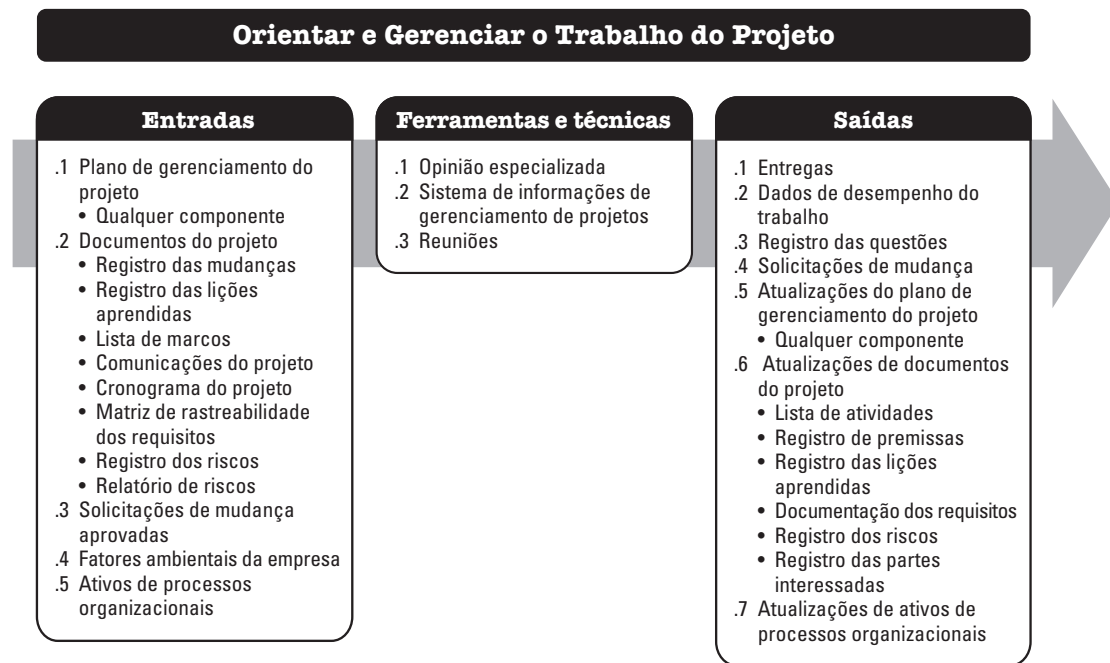 Orientar e Gerenciar o Trabalho do Projeto
Entradas
.1 Plano de gerenciamento do
projeto
• Qualquer componente
.2 Documentos do projeto
• Registro das mudanças
• Registro das lições
aprendidas
• Lista de marcos
• Comunicações do projeto
• Cronograma do projeto
• Matriz de rastreabilidade
dos requisitos
• Registro dos riscos
• Relatório de riscos
.3 Solicitações de mudança
aprovadas
.4 Fatores ambientais da empresa
.5 Ativos de processos
organizacionais
Ferramentas e técnicas
.1 Opinião especializada
.2 Sistema de informações de
gerenciamento de projetos
.3 Reuniões
Saídas
.1 Entregas
.2 Dados de desempenho do
trabalho
.3 Registro das questões
.4 Solicitações de mudança
.5 Atualizações do plano de
gerenciamento do projeto
• Qualquer componente
.6 Atualizações de documentos
do projeto
• Lista de atividades
• Registro de premissas
• Registro das lições
aprendidas
• Documentação dos requisitos
• Registro dos riscos
• Registro das partes
interessadas
.7 Atualizações de ativos de
processos organizacionais